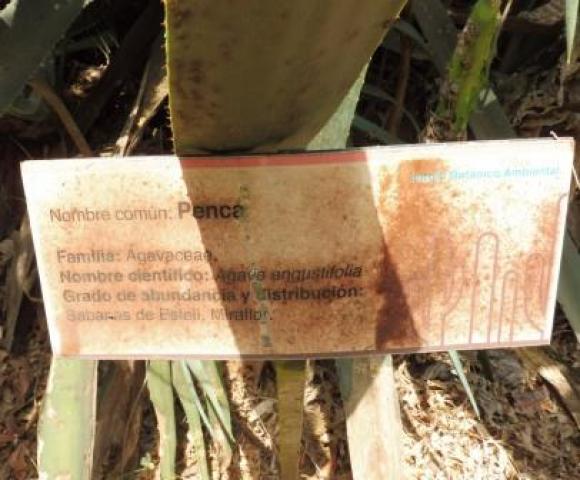 Jardín Botánico Ambiental
Nombre común: Penca
Familia: Agavaceae.
Nombre científico: Agave angustifolia
Grado de abundancia y distribución:
Sabanas de Estelí, Miraflor.